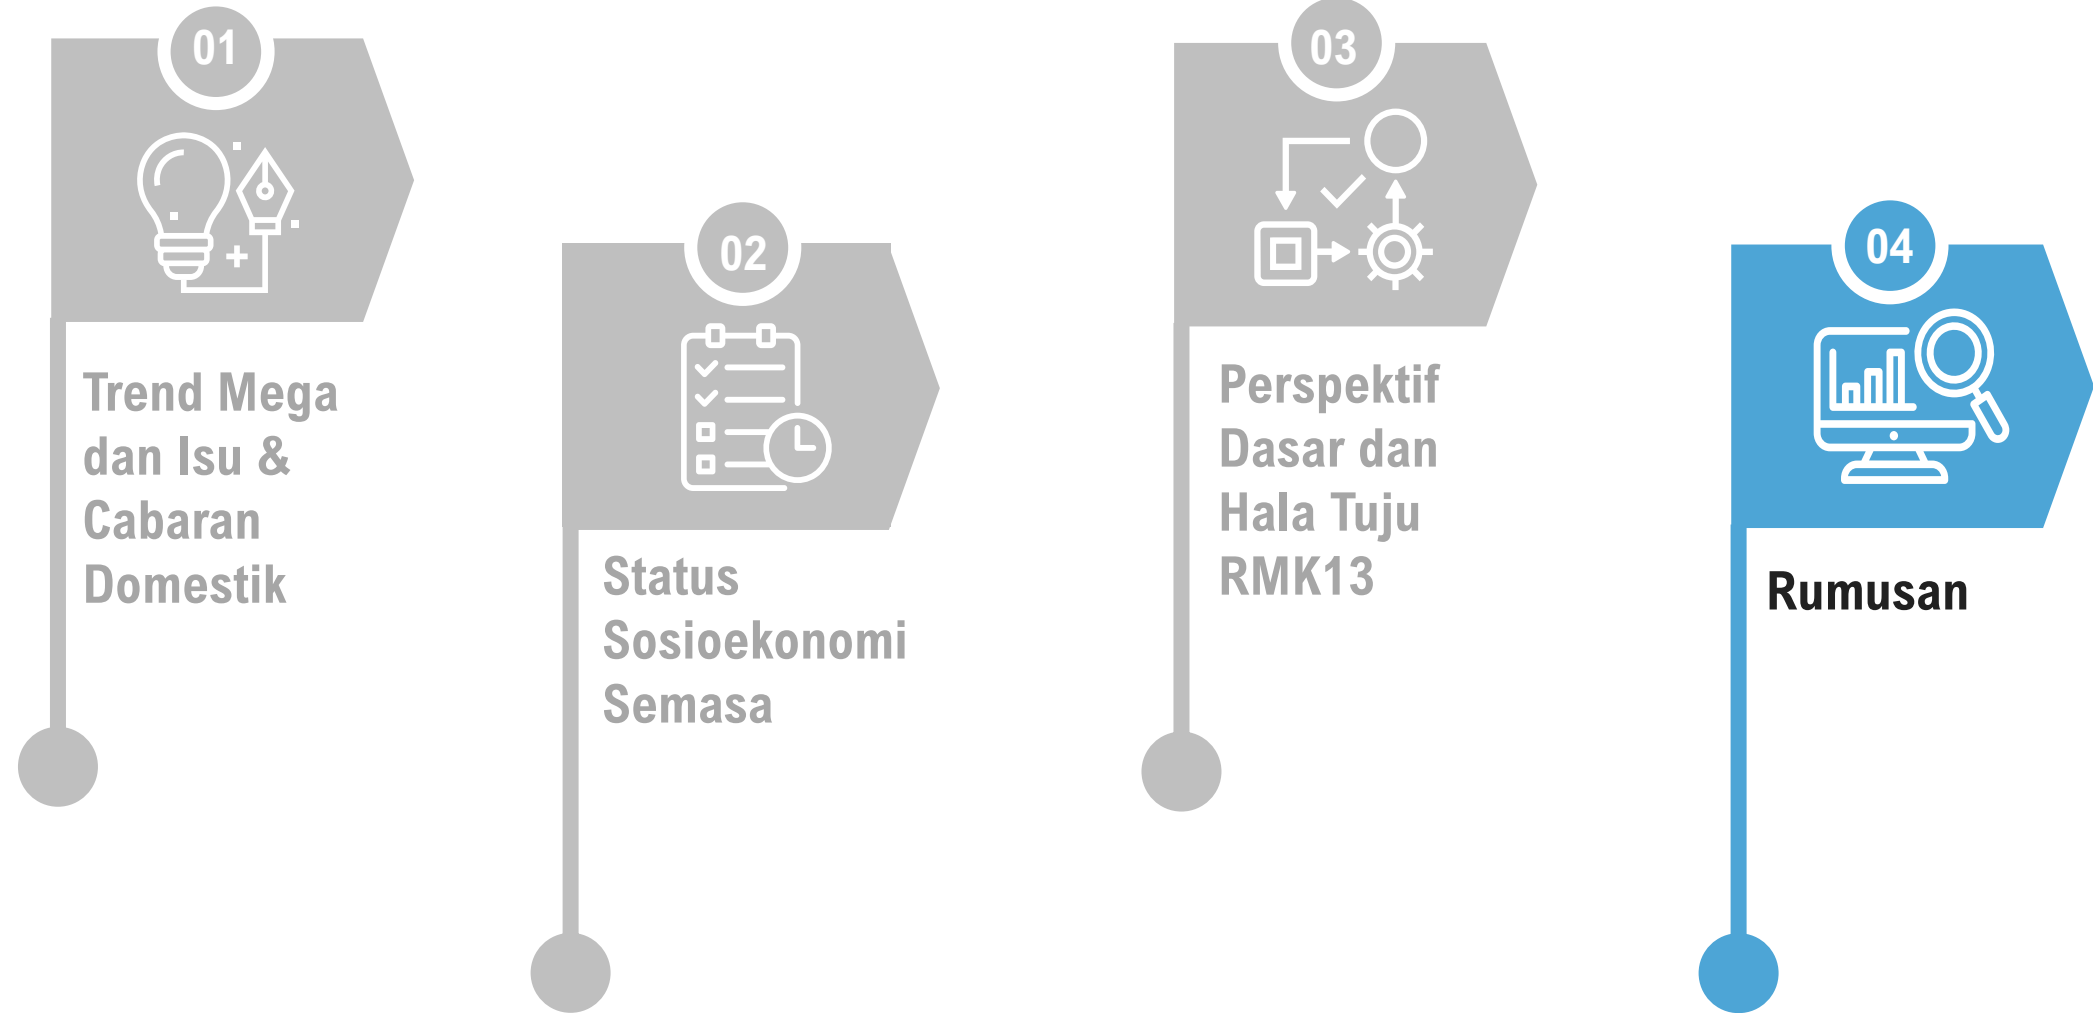 01
Trend Mega
dan Isu &
Cabaran
Domestik
02
Status
Sosioekonomi
Semasa
03
Perspektif
Dasar dan
Hala Tuju
RMK13
04
Rumusan